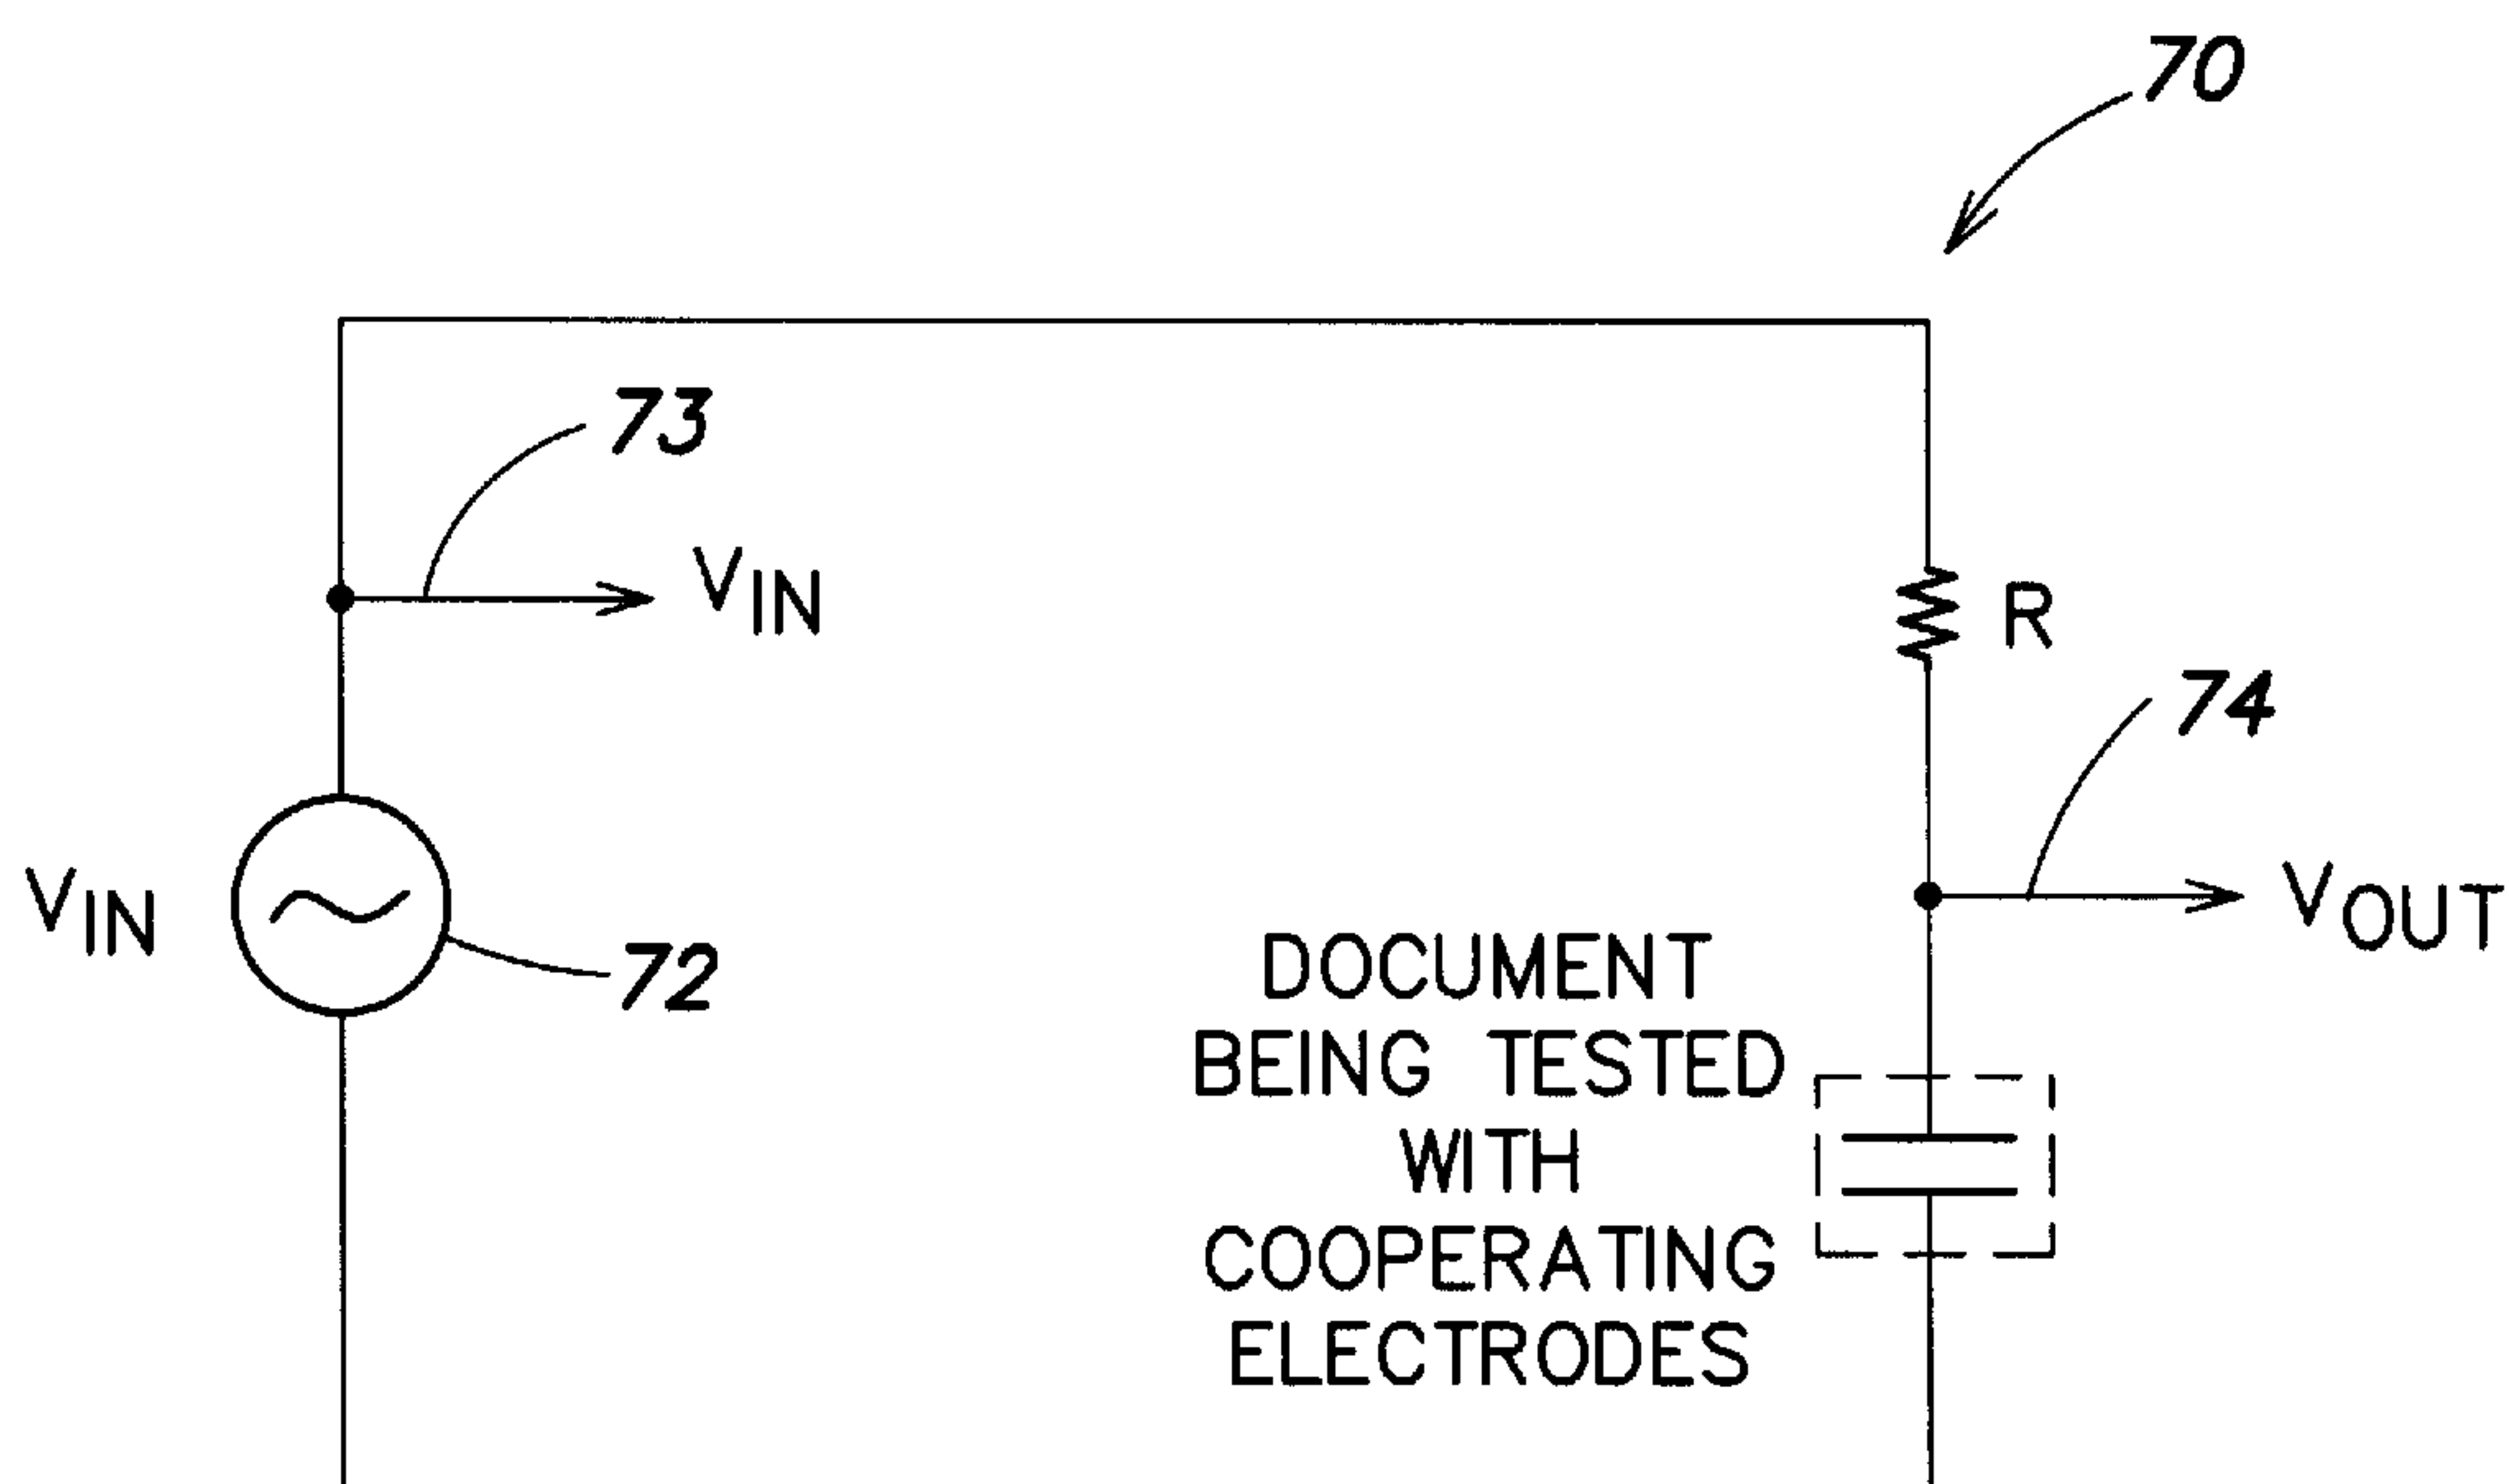 70
73
VIN
R
74
VIN
72
VOUT
DOCUMENT
BEING TESTED
WITH
COOPERATING
ELECTRODES